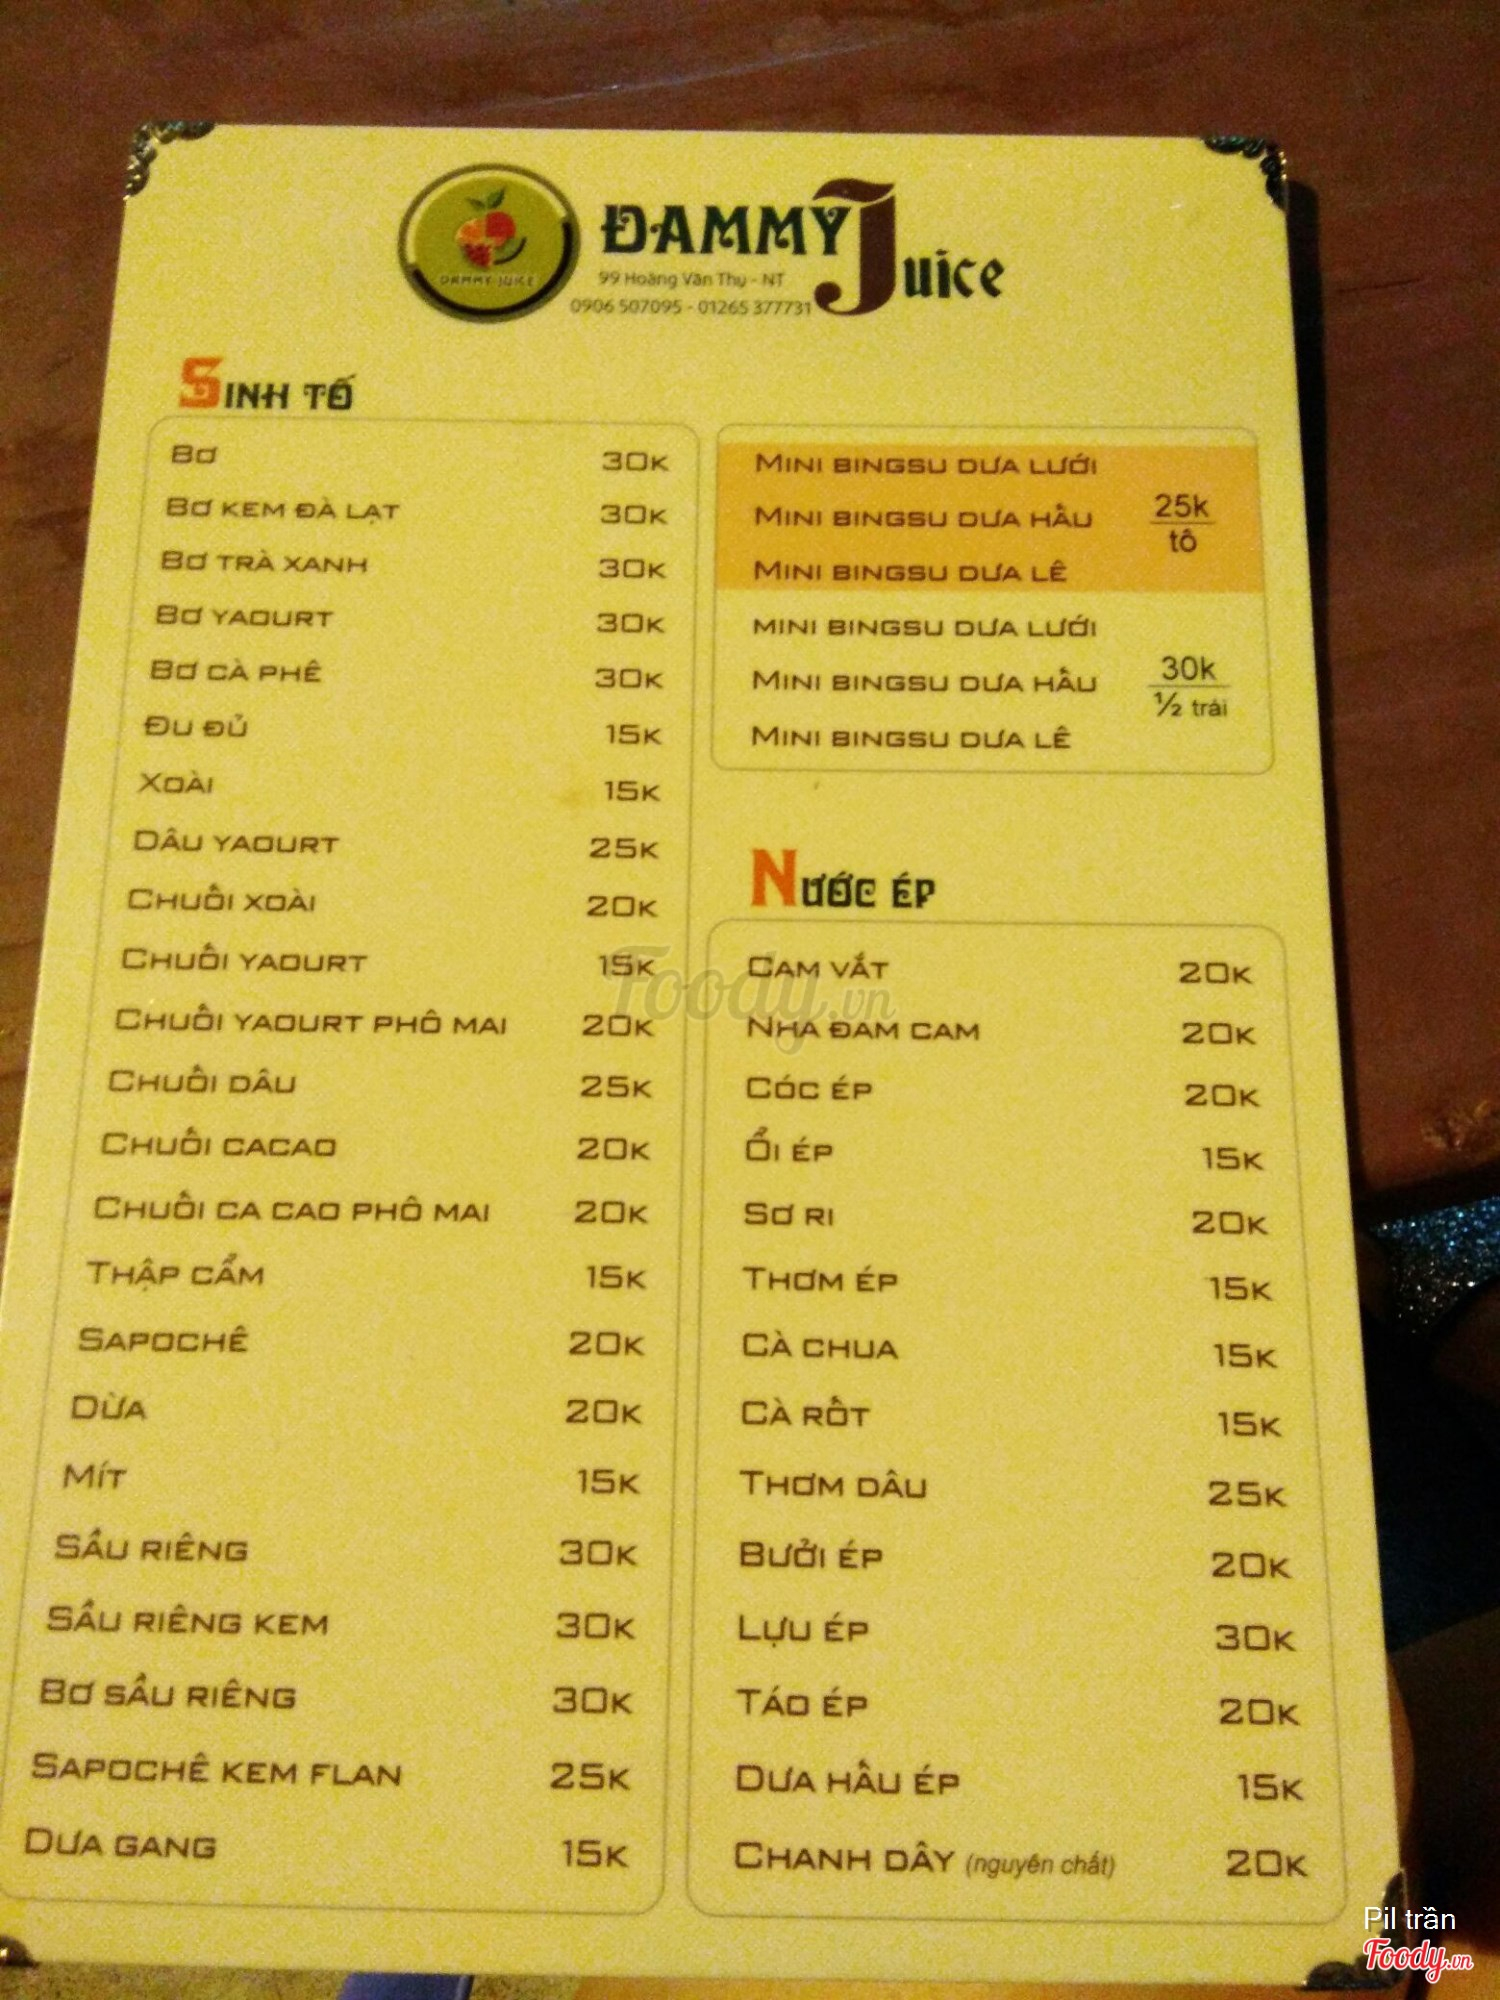 DAMMY JUICE
ĐAMMY JUICE
99 Hoàng Văn Thụ - NT
0906 507095 - 01265 377731
SINH TỐ
BƠ 30K
BƠ KEM ĐÀ LẠT 30K
BƠ TRÀ XANH 30K
BƠ YAOURT 30K
BƠ CÀ PHÊ 30K
ĐU ĐỦ 15K
XOÀI 15K
DÂU YAOURT 25K
CHUỐI XOÀI 20K
CHUỐI YAOURT 15K
CHUỐI YAOURT PHÔ MAI 20K
CHUỐI DÂU 25K
CHUỐI CACAO 20K
CHUỐI CA CAO PHÔ MAI 20K
THẬP CẨM 15K
SAPOCHÊ 20K
DỪA 20K
MÍT 15K
SẦU RIÊNG 30K
SẦU RIÊNG KEM 30K
BƠ SẦU RIÊNG 30K
SAPOCHÊ KEM FLAN 25K
DƯA GANG 15K
MINI BINGSU DƯA LƯỚI
MINI BINGSU DƯA HẤU 25k
tô
MINI BINGSU DƯA LÊ
MINI BINGSU DƯA LƯỚI
MINI BINGSU DƯA HẤU 30k
½ trái
MINI BINGSU DƯA LÊ
NƯỚC ÉP
CAM VẮT 20K
NHA ĐAM CAM 20K
CÓC ÉP 20K
ỔI ÉP 15K
SƠ RI 20K
THƠM ÉP 15K
CÀ CHUA 15K
CÀ RỐT 15K
THƠM DÂU 25K
BƯỞI ÉP 20K
LỰU ÉP 30K
TÁO ÉP 20K
DƯA HẤU ÉP 15K
CHANH DÂY (nguyên chất) 20K
Foody.vn
Pil trần
Foody.vn